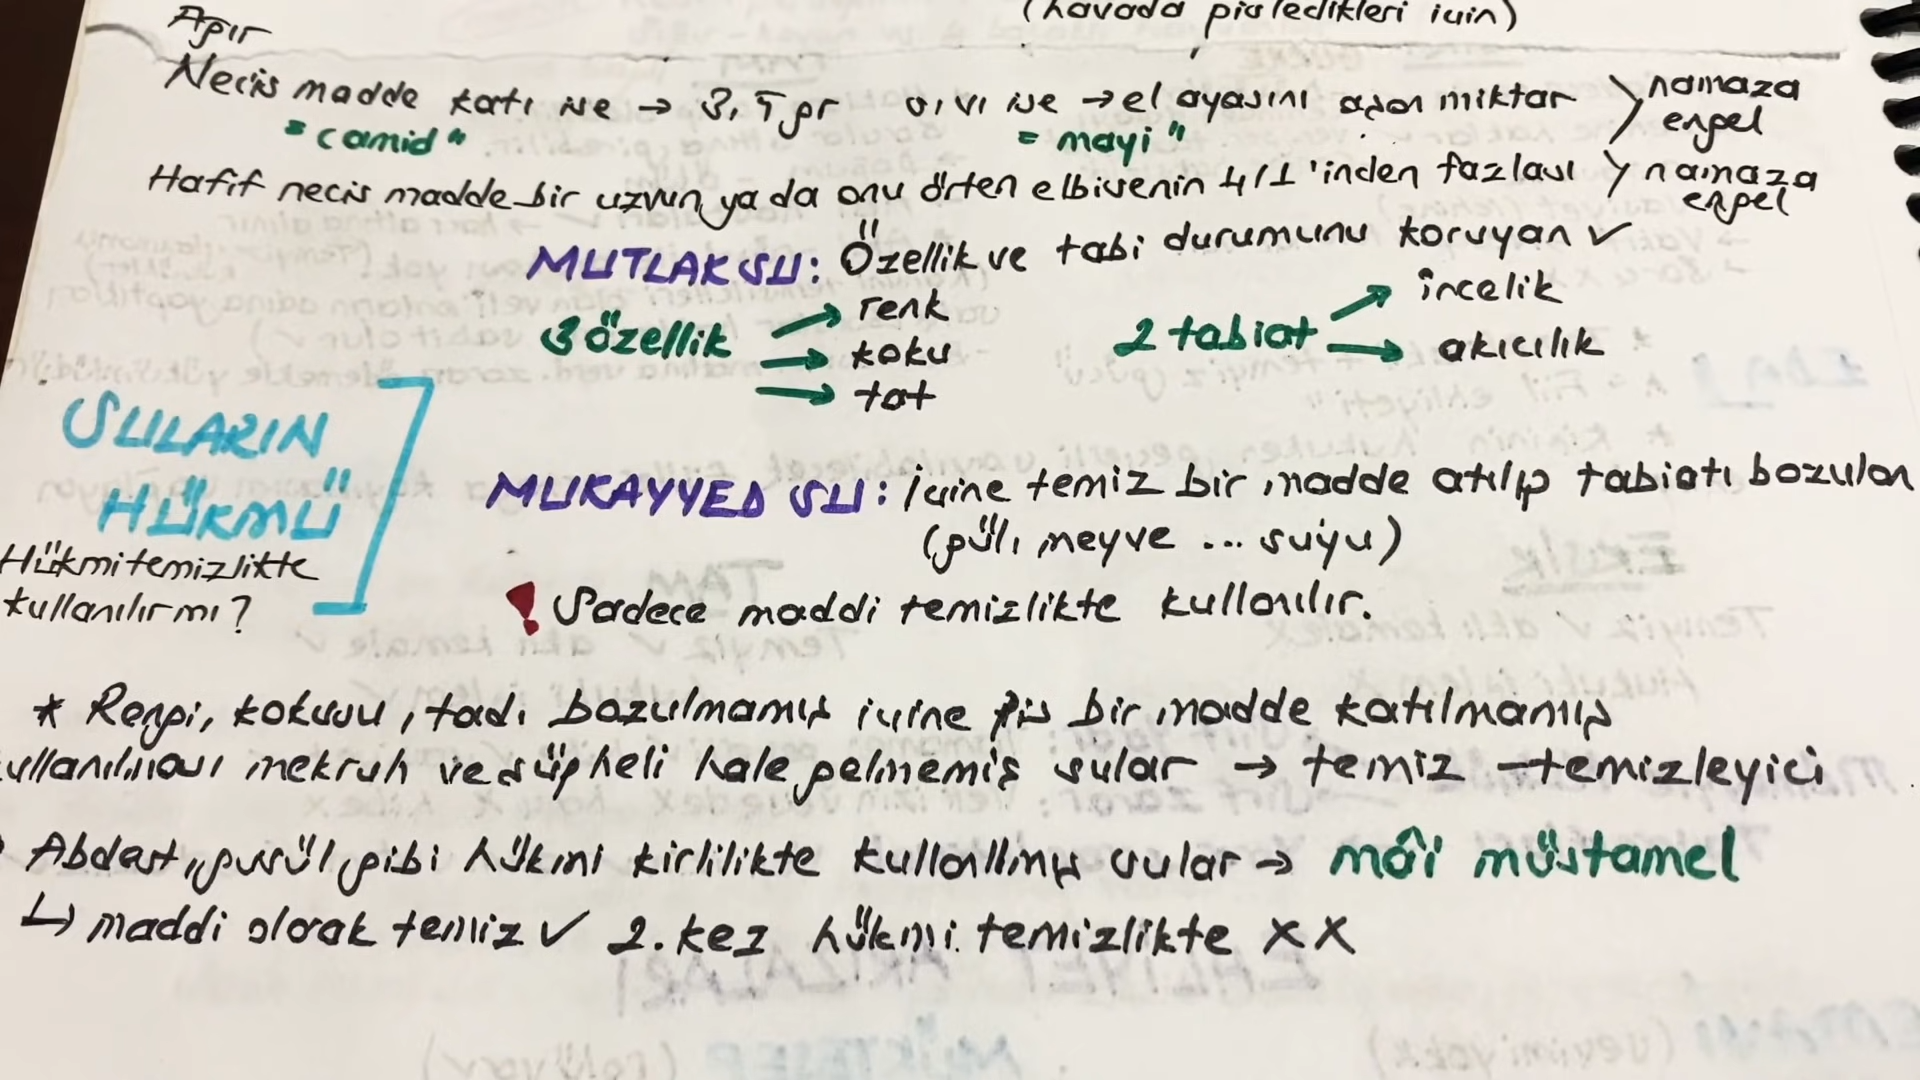 (havada pisledikleri için)
Ağır
Necis madde katı ise → 3,5 gr sıvı ise → el ayasını aşan miktar > namaza engel
"camid" "mayi"
Hafif necis madde bir uzvun ya da onu örten elbisenin 4/1'inden fazlası > namaza engel
MUTLAK SU: Özellik ve tabi durumunu koruyan ✓
3 özellik → renk → koku → tat
2 tabiat → incelik → akıcılık
SULARIN HÜKMÜ
Hükmi temizlikte kullanılır mı?
MUKAYYED SU: içine temiz bir madde atılıp tabiatı bozulan
(gül, meyve ... suyu)
! Sadece maddi temizlikte kullanılır.
* Rengi, kokusu, tadı bozulmamış içine pis bir madde katılmamış
ullanılması mekruh ve şüpheli hale gelmemiş sular → temiz - temizleyici
Abdest, gusül gibi hükmi kirlilikte kullanllmış sular → mâi müstamel
↳ maddi olarak temiz ✓ 2. kez hükmi temizlikte X X